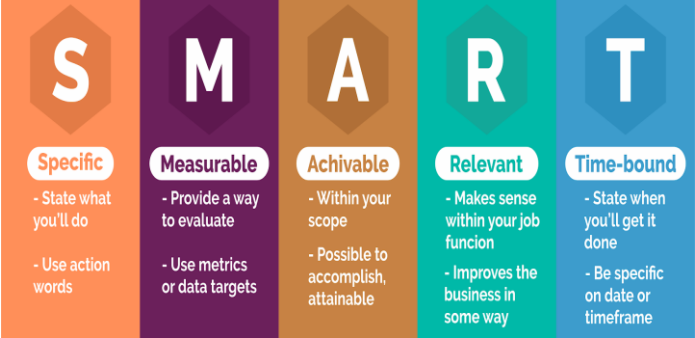 S
Specific
- State what
you'll do
- Use action
words
M
Measurable
- Provide a way
to evaluate
- Use metrics
or data targets
A
Achivable
- Within your
scope
- Possible to
accomplish,
attainable
R
Relevant
- Makes sense
within your job
funcion
- Improves the
business in
some way
T
Time-bound
- State when
you'll get it
done
- Be specific
on date or
timeframe